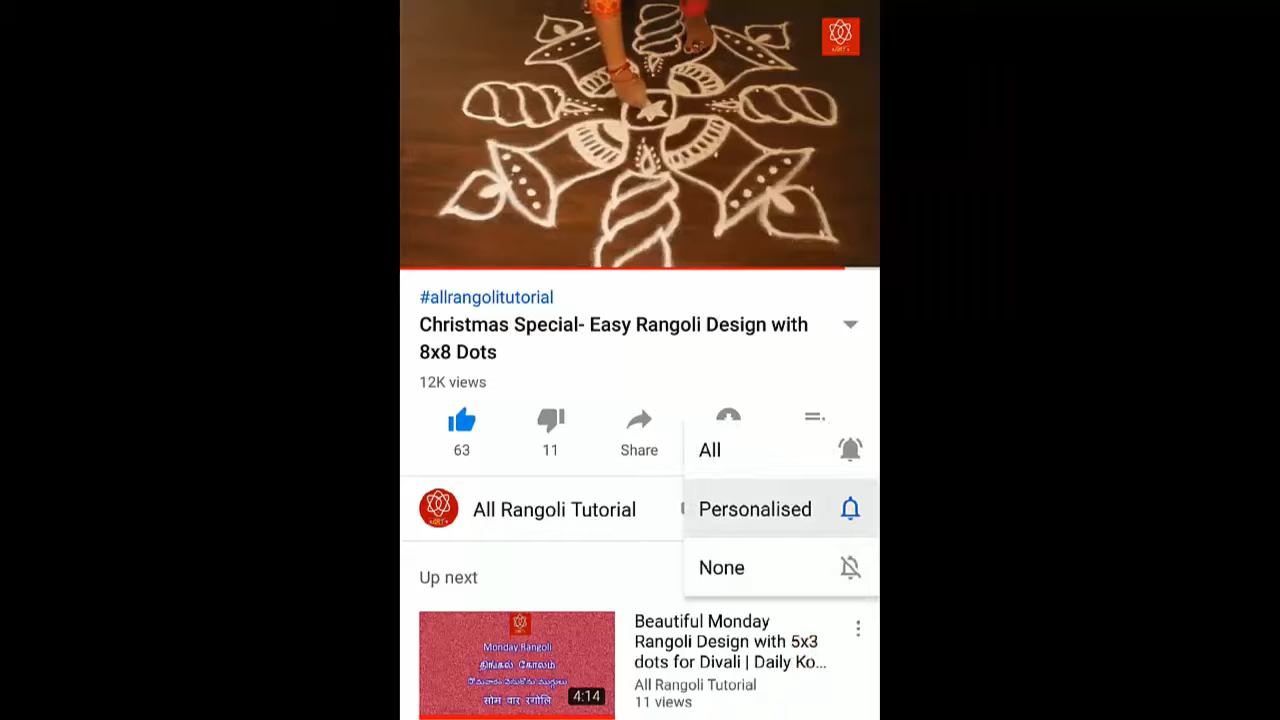 #allrangolitutorial
Christmas Special- Easy Rangoli Design with
8x8 Dots
12K views
63
11
Share
All
All Rangoli Tutorial
Personalised
Up next
None
Beautiful Monday
Rangoli Design with 5x3
dots for Divali | Daily Ko...
All Rangoli Tutorial
11 views
Monday Rangoli
திங்கள் கோலம்
सोम वार रंगोलि
4:14